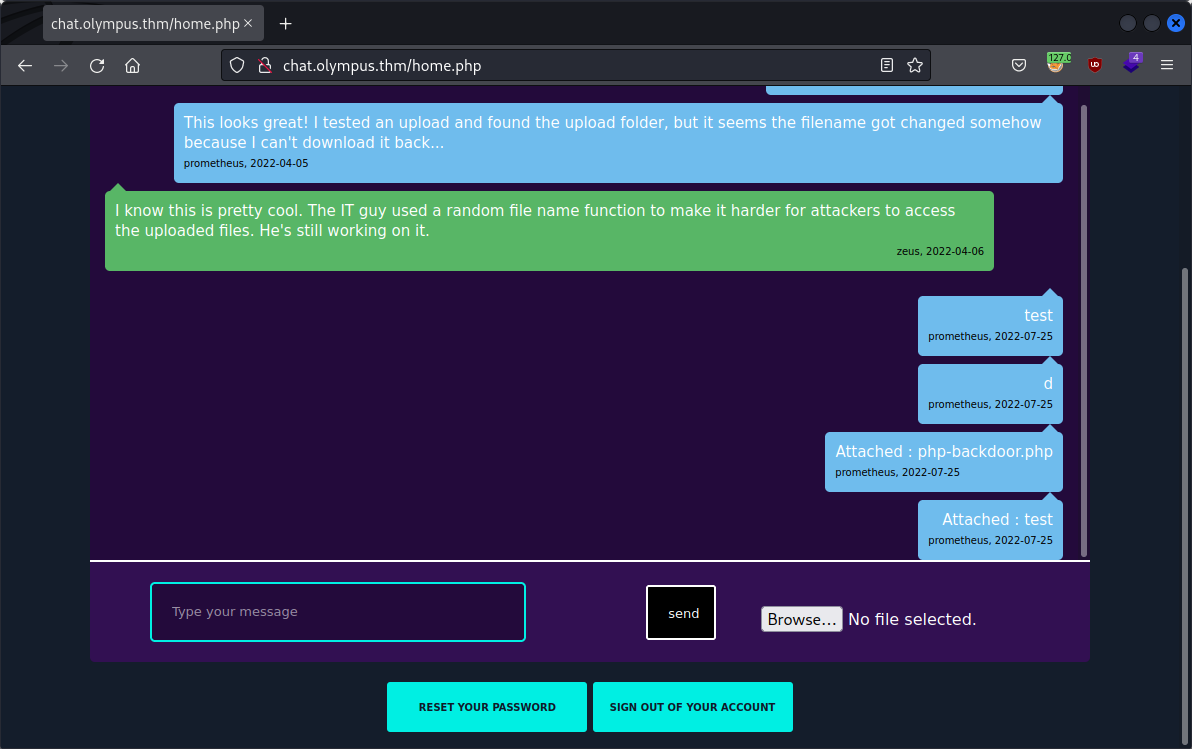 chat.olympus.thm/home.php
chat.olympus.thm/home.php
127.0
UD
4
This looks great! I tested an upload and found the upload folder, but it seems the filename got changed somehow
because I can't download it back...
prometheus, 2022-04-05
I know this is pretty cool. The IT guy used a random file name function to make it harder for attackers to access
the uploaded files. He's still working on it.
zeus, 2022-04-06
test
prometheus, 2022-07-25
d
prometheus, 2022-07-25
Attached : php-backdoor.php
prometheus, 2022-07-25
Attached : test
prometheus, 2022-07-25
Type your message
send
Browse... No file selected.
RESET YOUR PASSWORD
SIGN OUT OF YOUR ACCOUNT